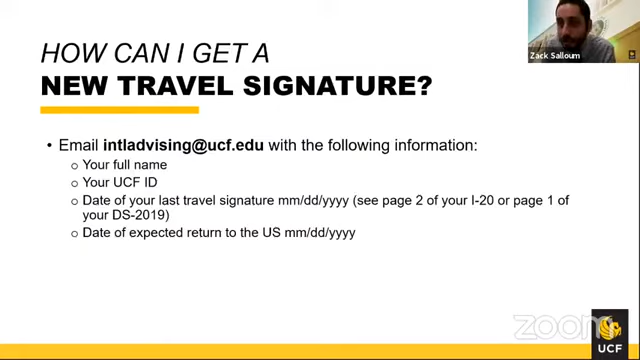 HOW CAN I GET A
NEW TRAVEL SIGNATURE?
• Email intladvising@ucf.edu with the following information:
o Your full name
o Your UCF ID
o Date of your last travel signature mm/dd/yyyy (see page 2 of your I-20 or page 1 of
your DS-2019)
o Date of expected return to the US mm/dd/yyyy
Zack Salloum
zoom
UCF